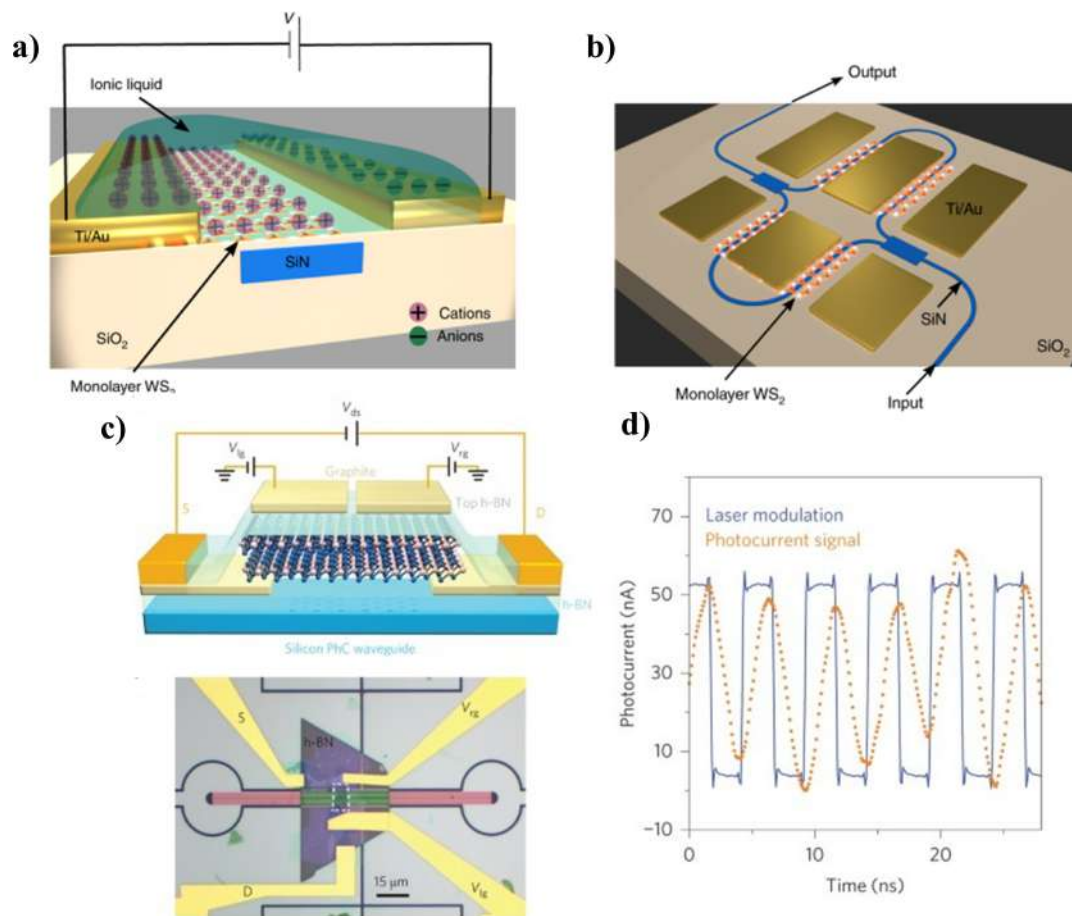 a)
V
Ionic liquid
Ti/Au
SiN
+ Cations
− Anions
SiO2
Monolayer WS2
b)
Output
Ti/Au
SiN
SiO2
Monolayer WS2
Input
c)
Vds
Vlg
Vrg
Graphite
Top h-BN
S
D
h-BN
Silicon PhC waveguide
S
Vrg
h-BN
D
15 μm
Vlg
d)
Laser modulation
Photocurrent signal
Photocurrent (nA)
70
50
30
10
−10
0
10
20
Time (ns)